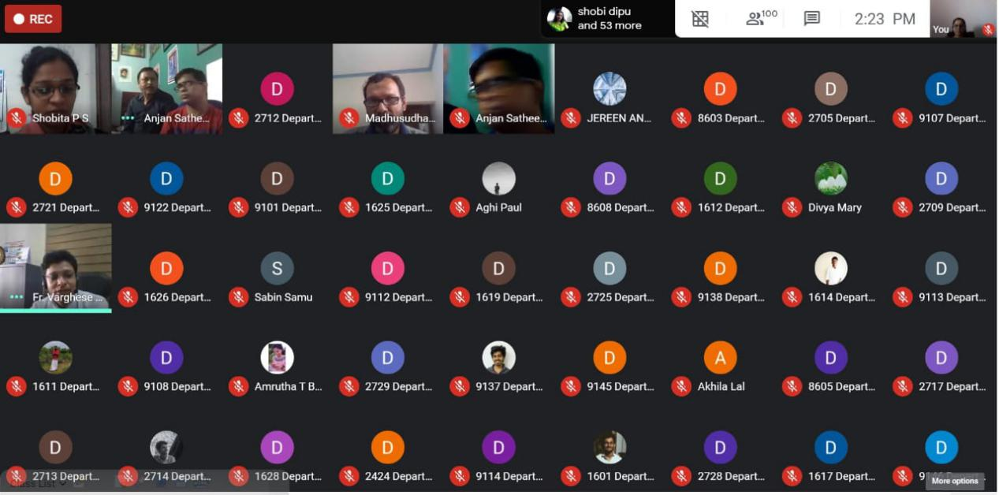 REC
shobi dipu
and 53 more
100
2:23 PM
You
Shobita P S
Anjan Sathe...
D
2712 Depart...
Madhusudha...
Anjan Sathee...
JEREEN AN...
D
8603 Depart...
D
2705 Depart...
D
9107 Depart...
D
2721 Depart...
D
9122 Depart...
D
9101 Depart...
D
1625 Depart...
Aghi Paul
D
8608 Depart...
D
1612 Depart...
Divya Mary
D
2709 Depart...
Fr. Varghese ...
D
1626 Depart...
S
Sabin Samu
D
9112 Depart...
D
1619 Depart...
D
2725 Depart...
D
9138 Depart...
1614 Depart...
D
9113 Depart...
1611 Depart...
D
9108 Depart...
Amrutha T B...
D
2729 Depart...
9137 Depart...
D
9145 Depart...
A
Akhila Lal
D
8605 Depart...
D
2717 Depart...
D
2713 Depart...
2714 Depart...
D
1628 Depart...
D
2424 Depart...
D
9114 Depart...
1601 Depart...
D
2728 Depart...
D
1617 Depart...
D
More options
Class List